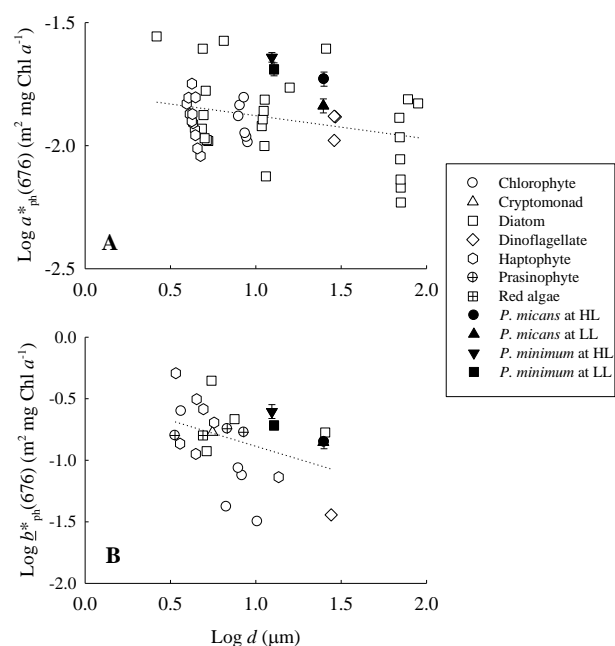 -1.5
-2.0
-2.5
Log a*ph(676) (m² mg Chl a⁻¹)
A
0.0 0.5 1.0 1.5 2.0
Chlorophyte
Cryptomonad
Diatom
Dinoflagellate
Haptophyte
Prasinophyte
Red algae
P. micans at HL
P. micans at LL
P. minimum at HL
P. minimum at LL
0.0
-0.5
-1.0
-1.5
-2.0
Log b*ph(676) (m² mg Chl a⁻¹)
B
0.0 0.5 1.0 1.5 2.0
Log d (μm)